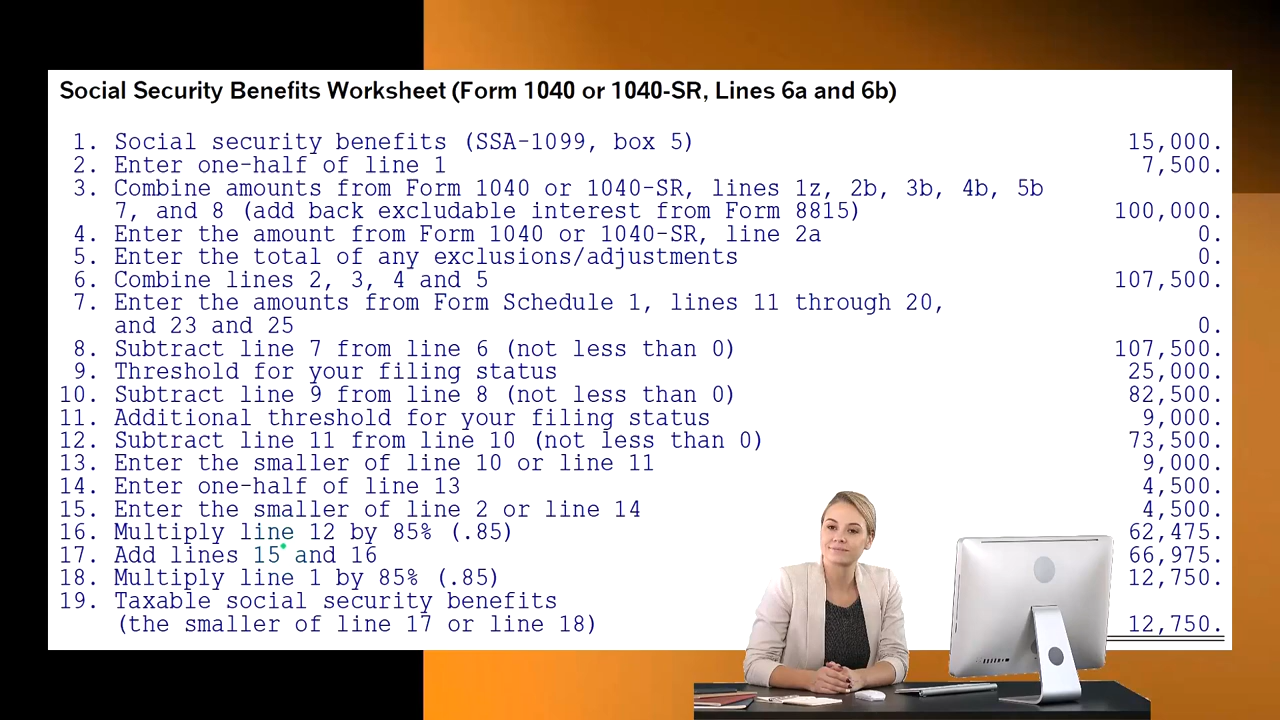 Social Security Benefits Worksheet (Form 1040 or 1040-SR, Lines 6a and 6b)
1. Social security benefits (SSA-1099, box 5) 15,000.
2. Enter one-half of line 1 7,500.
3. Combine amounts from Form 1040 or 1040-SR, lines 1z, 2b, 3b, 4b, 5b
7, and 8 (add back excludable interest from Form 8815) 100,000.
4. Enter the amount from Form 1040 or 1040-SR, line 2a 0.
5. Enter the total of any exclusions/adjustments 0.
6. Combine lines 2, 3, 4 and 5 107,500.
7. Enter the amounts from Form Schedule 1, lines 11 through 20,
and 23 and 25 0.
8. Subtract line 7 from line 6 (not less than 0) 107,500.
9. Threshold for your filing status 25,000.
10. Subtract line 9 from line 8 (not less than 0) 82,500.
11. Additional threshold for your filing status 9,000.
12. Subtract line 11 from line 10 (not less than 0) 73,500.
13. Enter the smaller of line 10 or line 11 9,000.
14. Enter one-half of line 13 4,500.
15. Enter the smaller of line 2 or line 14 4,500.
16. Multiply line 12 by 85% (.85) 62,475.
17. Add lines 15 and 16 66,975.
18. Multiply line 1 by 85% (.85) 12,750.
19. Taxable social security benefits
(the smaller of line 17 or line 18) 12,750.